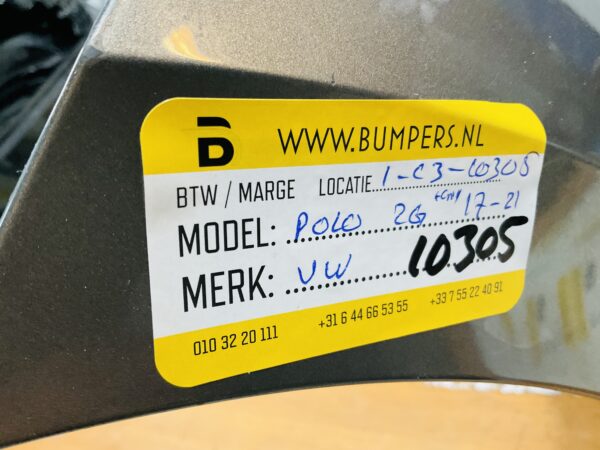 B WWW.BUMPERS.NL
BTW / MARGE LOCATIE 1-C3-10305
MODEL: POLO 2G 17-21
MERK: VW 10305
010 32 20 111 +31 6 44 66 53 55 +33 7 55 22 40 91